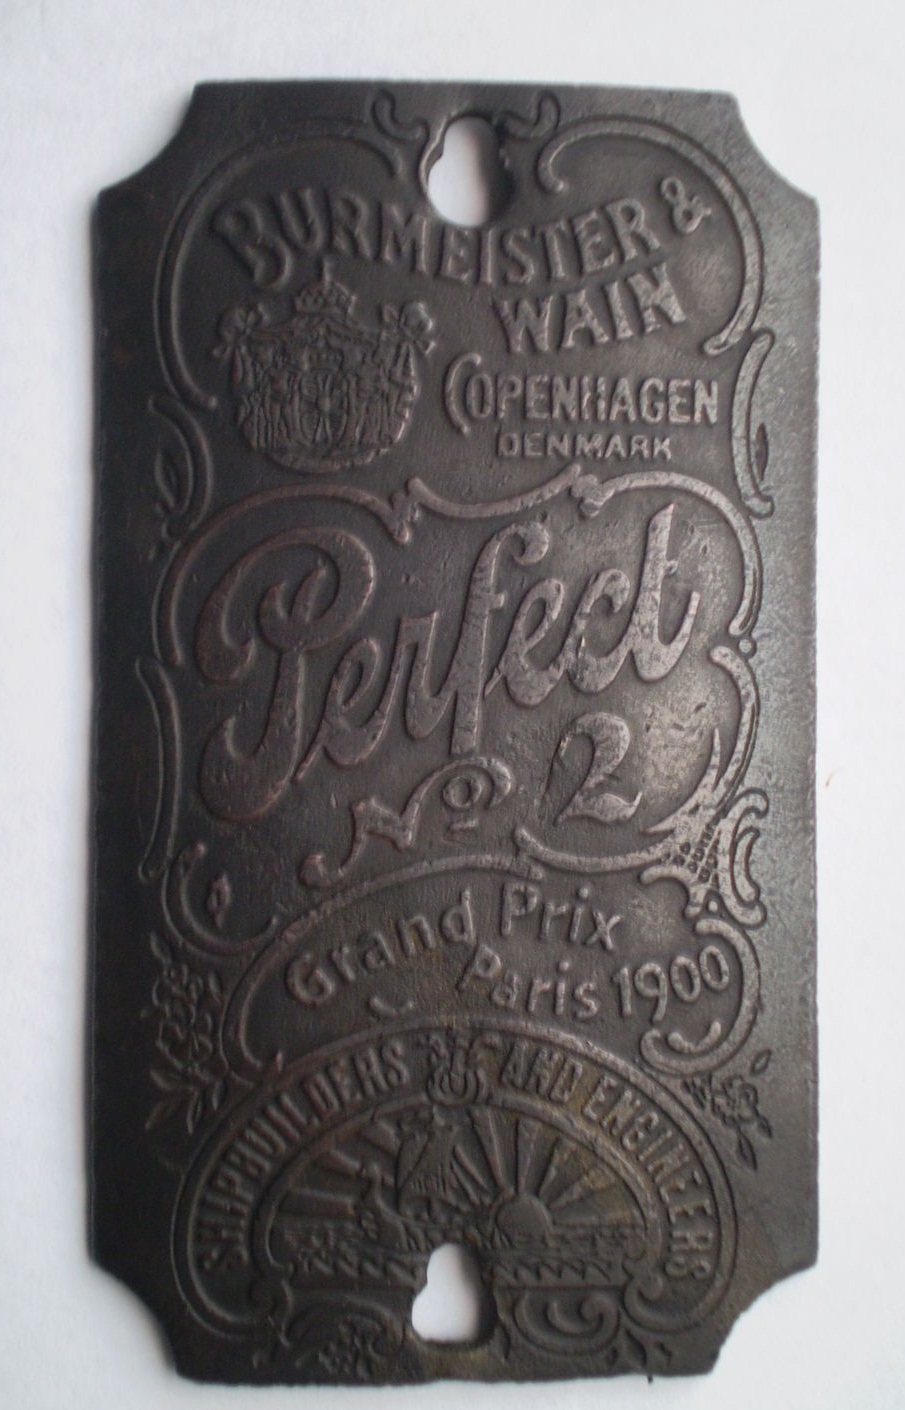 BURMEISTER &
WAIN
COPENHAGEN
DENMARK
Perfect
No 2
Grand Prix
Paris 1900
SHIPBUILDERS AND ENGINEERS